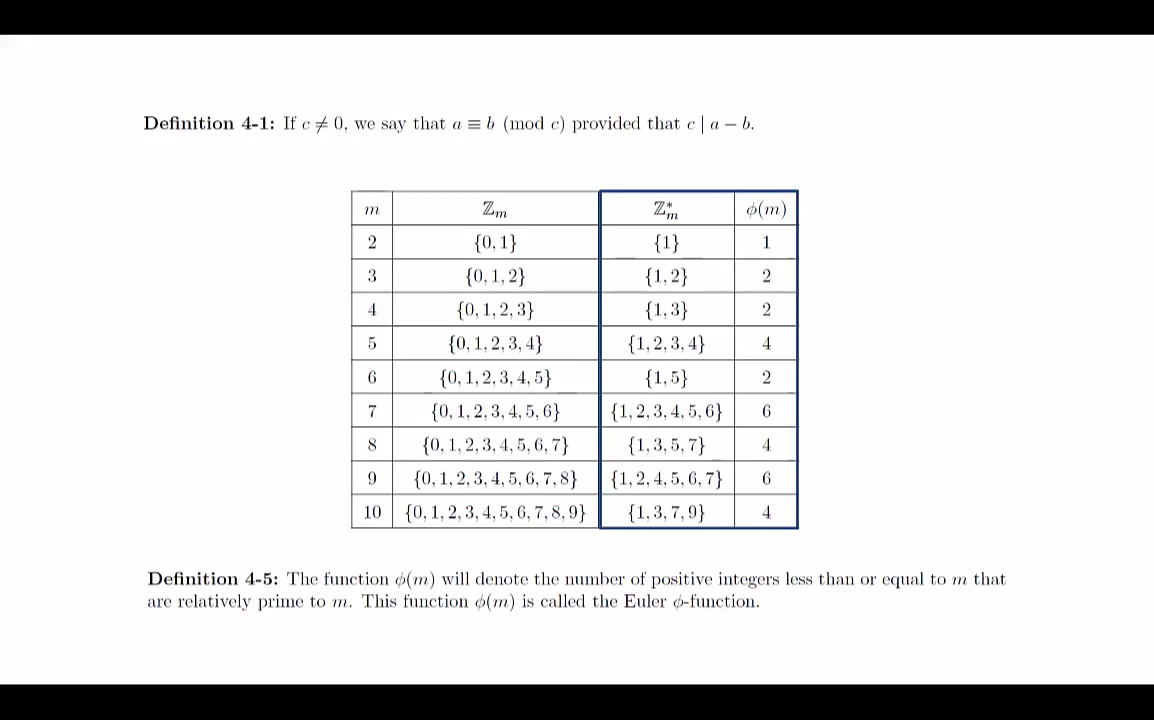 Definition 4-1: If c ≠ 0, we say that a ≡ b (mod c) provided that c | a − b.
m ℤₘ ℤ*ₘ ϕ(m)
2 {0, 1} {1} 1
3 {0, 1, 2} {1, 2} 2
4 {0, 1, 2, 3} {1, 3} 2
5 {0, 1, 2, 3, 4} {1, 2, 3, 4} 4
6 {0, 1, 2, 3, 4, 5} {1, 5} 2
7 {0, 1, 2, 3, 4, 5, 6} {1, 2, 3, 4, 5, 6} 6
8 {0, 1, 2, 3, 4, 5, 6, 7} {1, 3, 5, 7} 4
9 {0, 1, 2, 3, 4, 5, 6, 7, 8} {1, 2, 4, 5, 6, 7} 6
10 {0, 1, 2, 3, 4, 5, 6, 7, 8, 9} {1, 3, 7, 9} 4
Definition 4-5: The function ϕ(m) will denote the number of positive integers less than or equal to m that
are relatively prime to m. This function ϕ(m) is called the Euler ϕ-function.